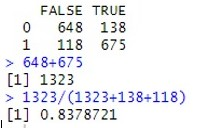 FALSE TRUE
0 648 138
1 118 675
> 648+675
[1] 1323
> 1323/(1323+138+118)
[1] 0.8378721